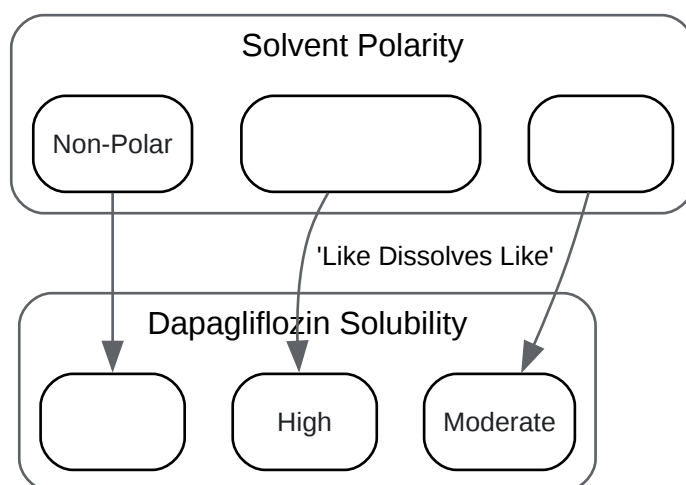 Solvent Polarity
Non-Polar
'Like Dissolves Like'
Dapagliflozin Solubility
High
Moderate